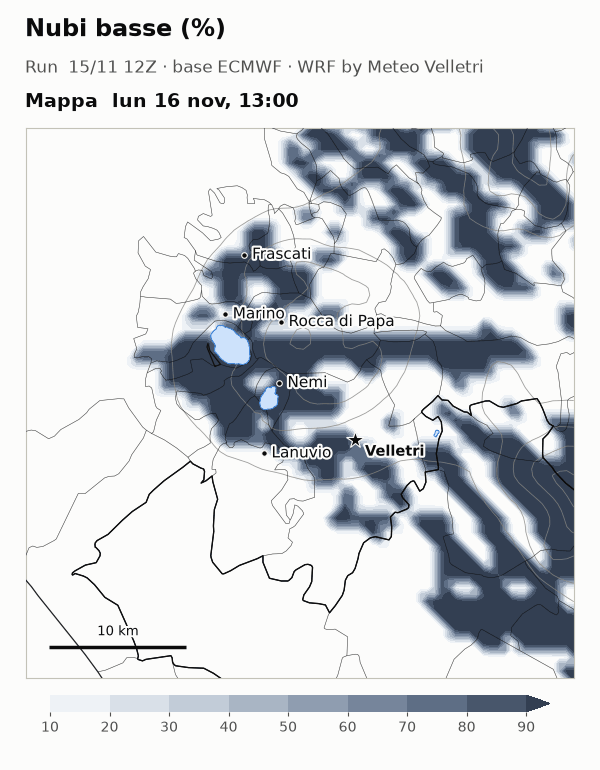 Nubi basse (%)
Run  15/11 12Z · base ECMWF · WRF by Meteo Velletri
Mappa  lun 16 nov, 13:00
Frascati
Marino
Rocca di Papa
Nemi
Velletri
Lanuvio
10 km
10 20 30 40 50 60 70 80 90